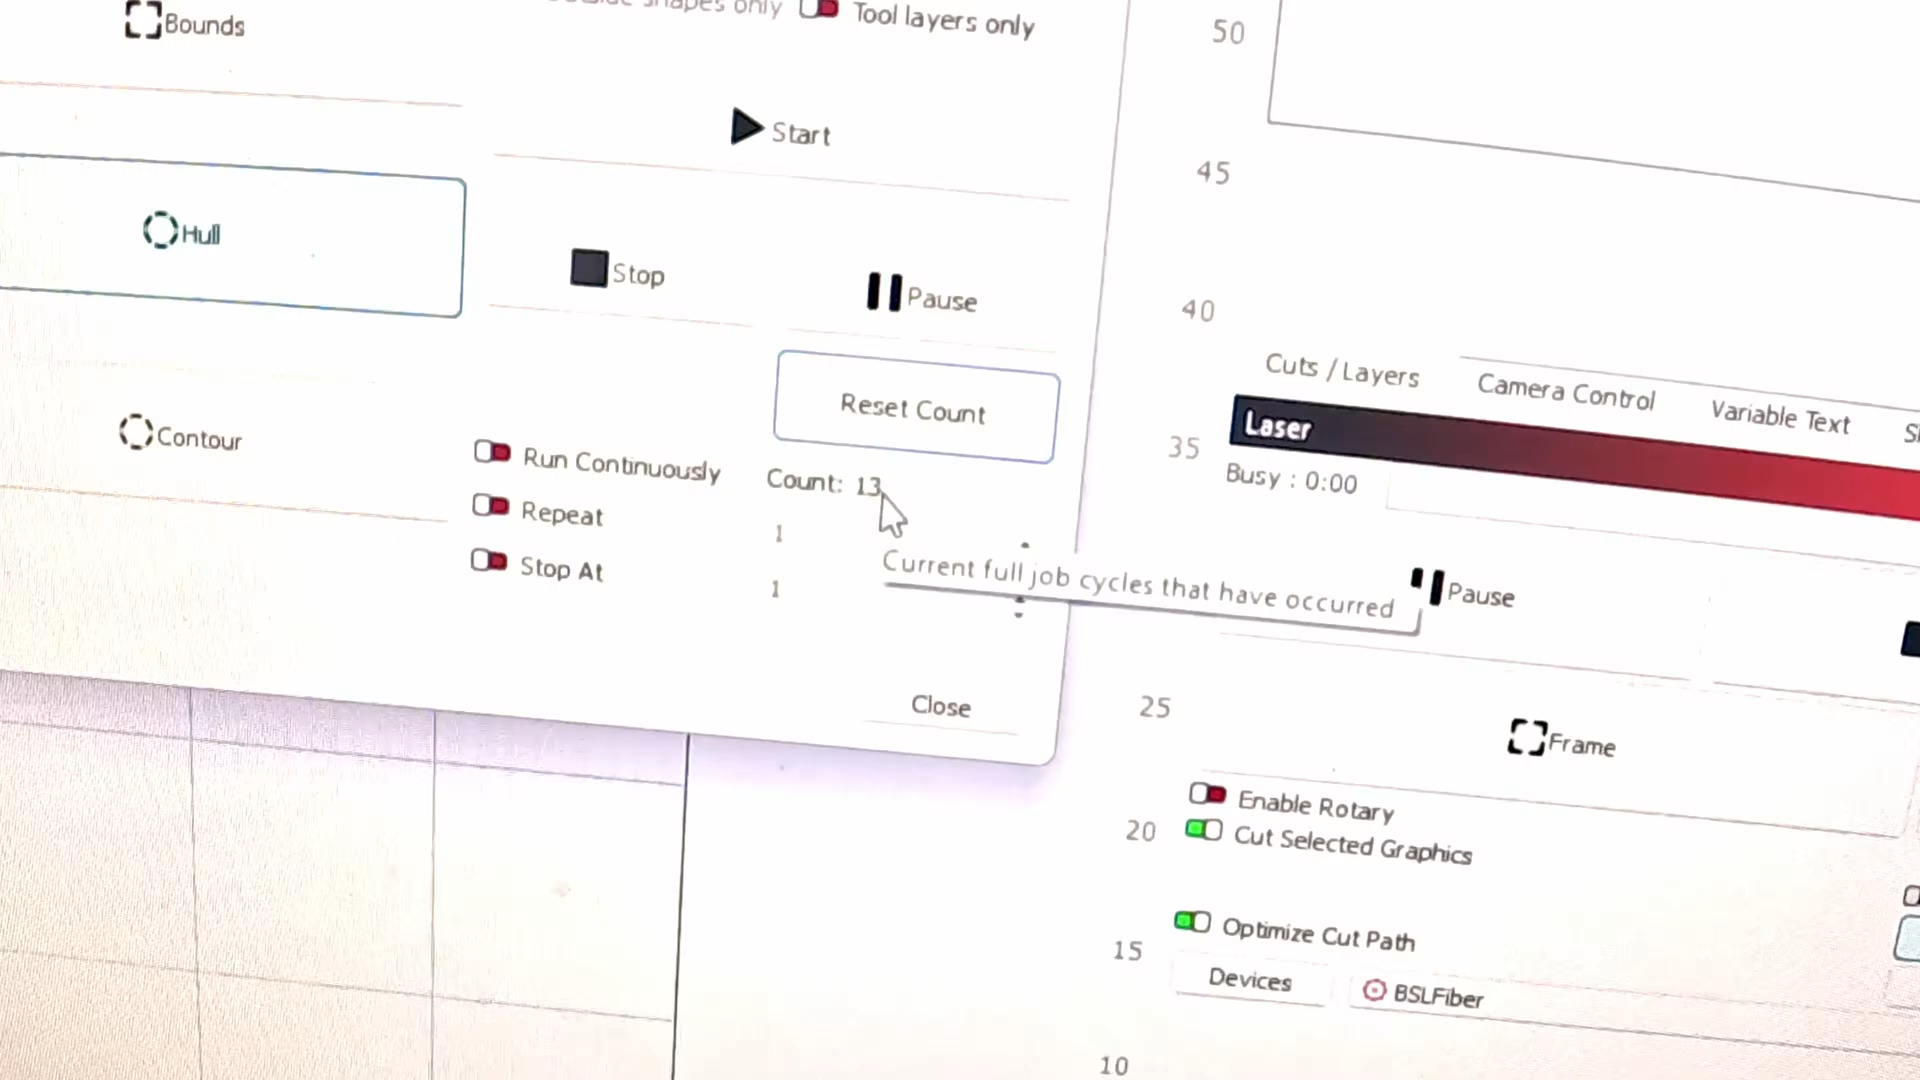 shapes only
Tool layers only
Bounds
Start
Hull
Stop
Pause
Reset Count
Contour
Run Continuously
Count: 13
Repeat
1
Stop At
1
Current full job cycles that have occurred
Close
50
45
40
35
25
20
15
10
Cuts / Layers
Camera Control
Variable Text
Laser
Busy : 0:00
Pause
Frame
Enable Rotary
Cut Selected Graphics
Optimize Cut Path
Devices
BSLFiber